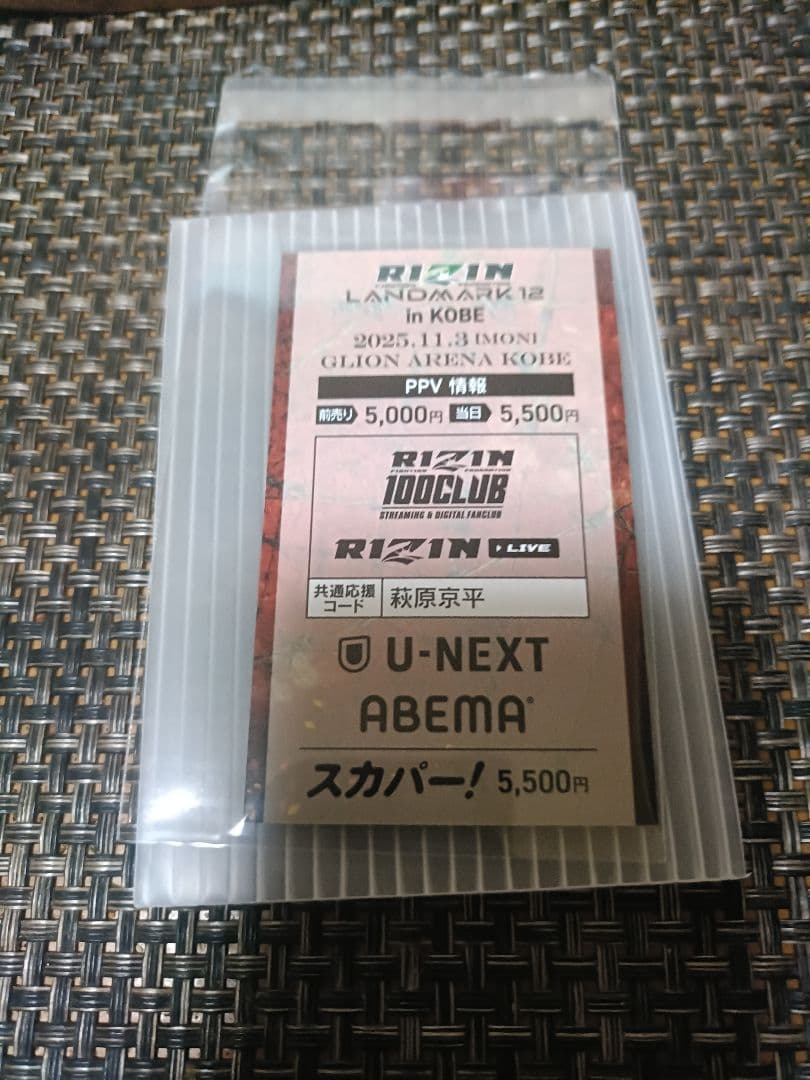 RIZIN
LANDMARK 12
in KOBE
2025.11.3 [MON]
GLION ARENA KOBE
PPV 情報
前売り 5,000円 当日 5,500円
RIZIN
FIGHTING FEDERATION
100CLUB
STREAMING & DIGITAL FANCLUB
RIZIN LIVE
共通応援
コード
萩原京平
U-NEXT
ABEMA
スカパー! 5,500円